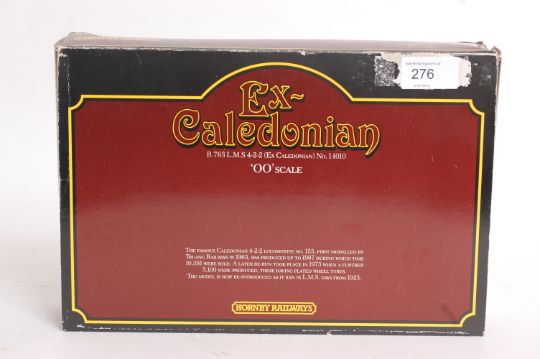 276
Ex-
Caledonian
R.763 L.M.S 4-2-2 (Ex Caledonian) No. 14010
'OO' SCALE
The famous Caledonian 4-2-2 locomotive no. 123, first modelled by
Tri-ang Railways in 1963, was produced up to 1967 during which time
were sold. A later re-run took place in 1973 when a further
5,100 were produced, these having plated wheel tyres.
The model is now re-introduced as it ran in L.M.S. days from 1923.
HORNBY RAILWAYS